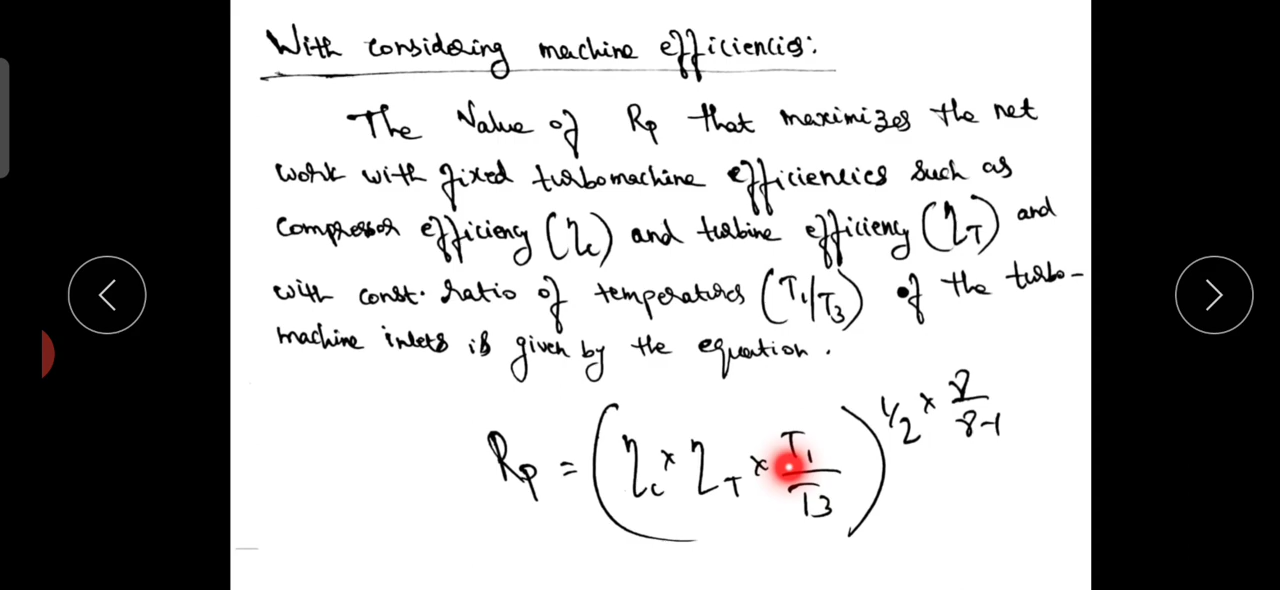 With considering machine efficiencies:
The Value of Rp that maximizes the net
work with fixed turbomachine efficiencies such as
Compressor efficiency (ηc) and turbine efficiency (ηT) and
with const. ratio of temperatures (T1/T3) of the turbo-
machine inlets is given by the equation.
Rp = (ηc × ηT × T1/T3)^1/2 × γ/γ-1